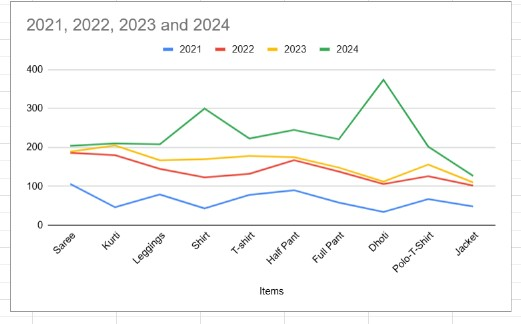 2021, 2022, 2023 and 2024
2021 2022 2023 2024
400
300
200
100
0
Saree Kurti Leggings Shirt T-shirt Half Pant Full Pant Dhoti Polo-T-Shirt Jacket
Items